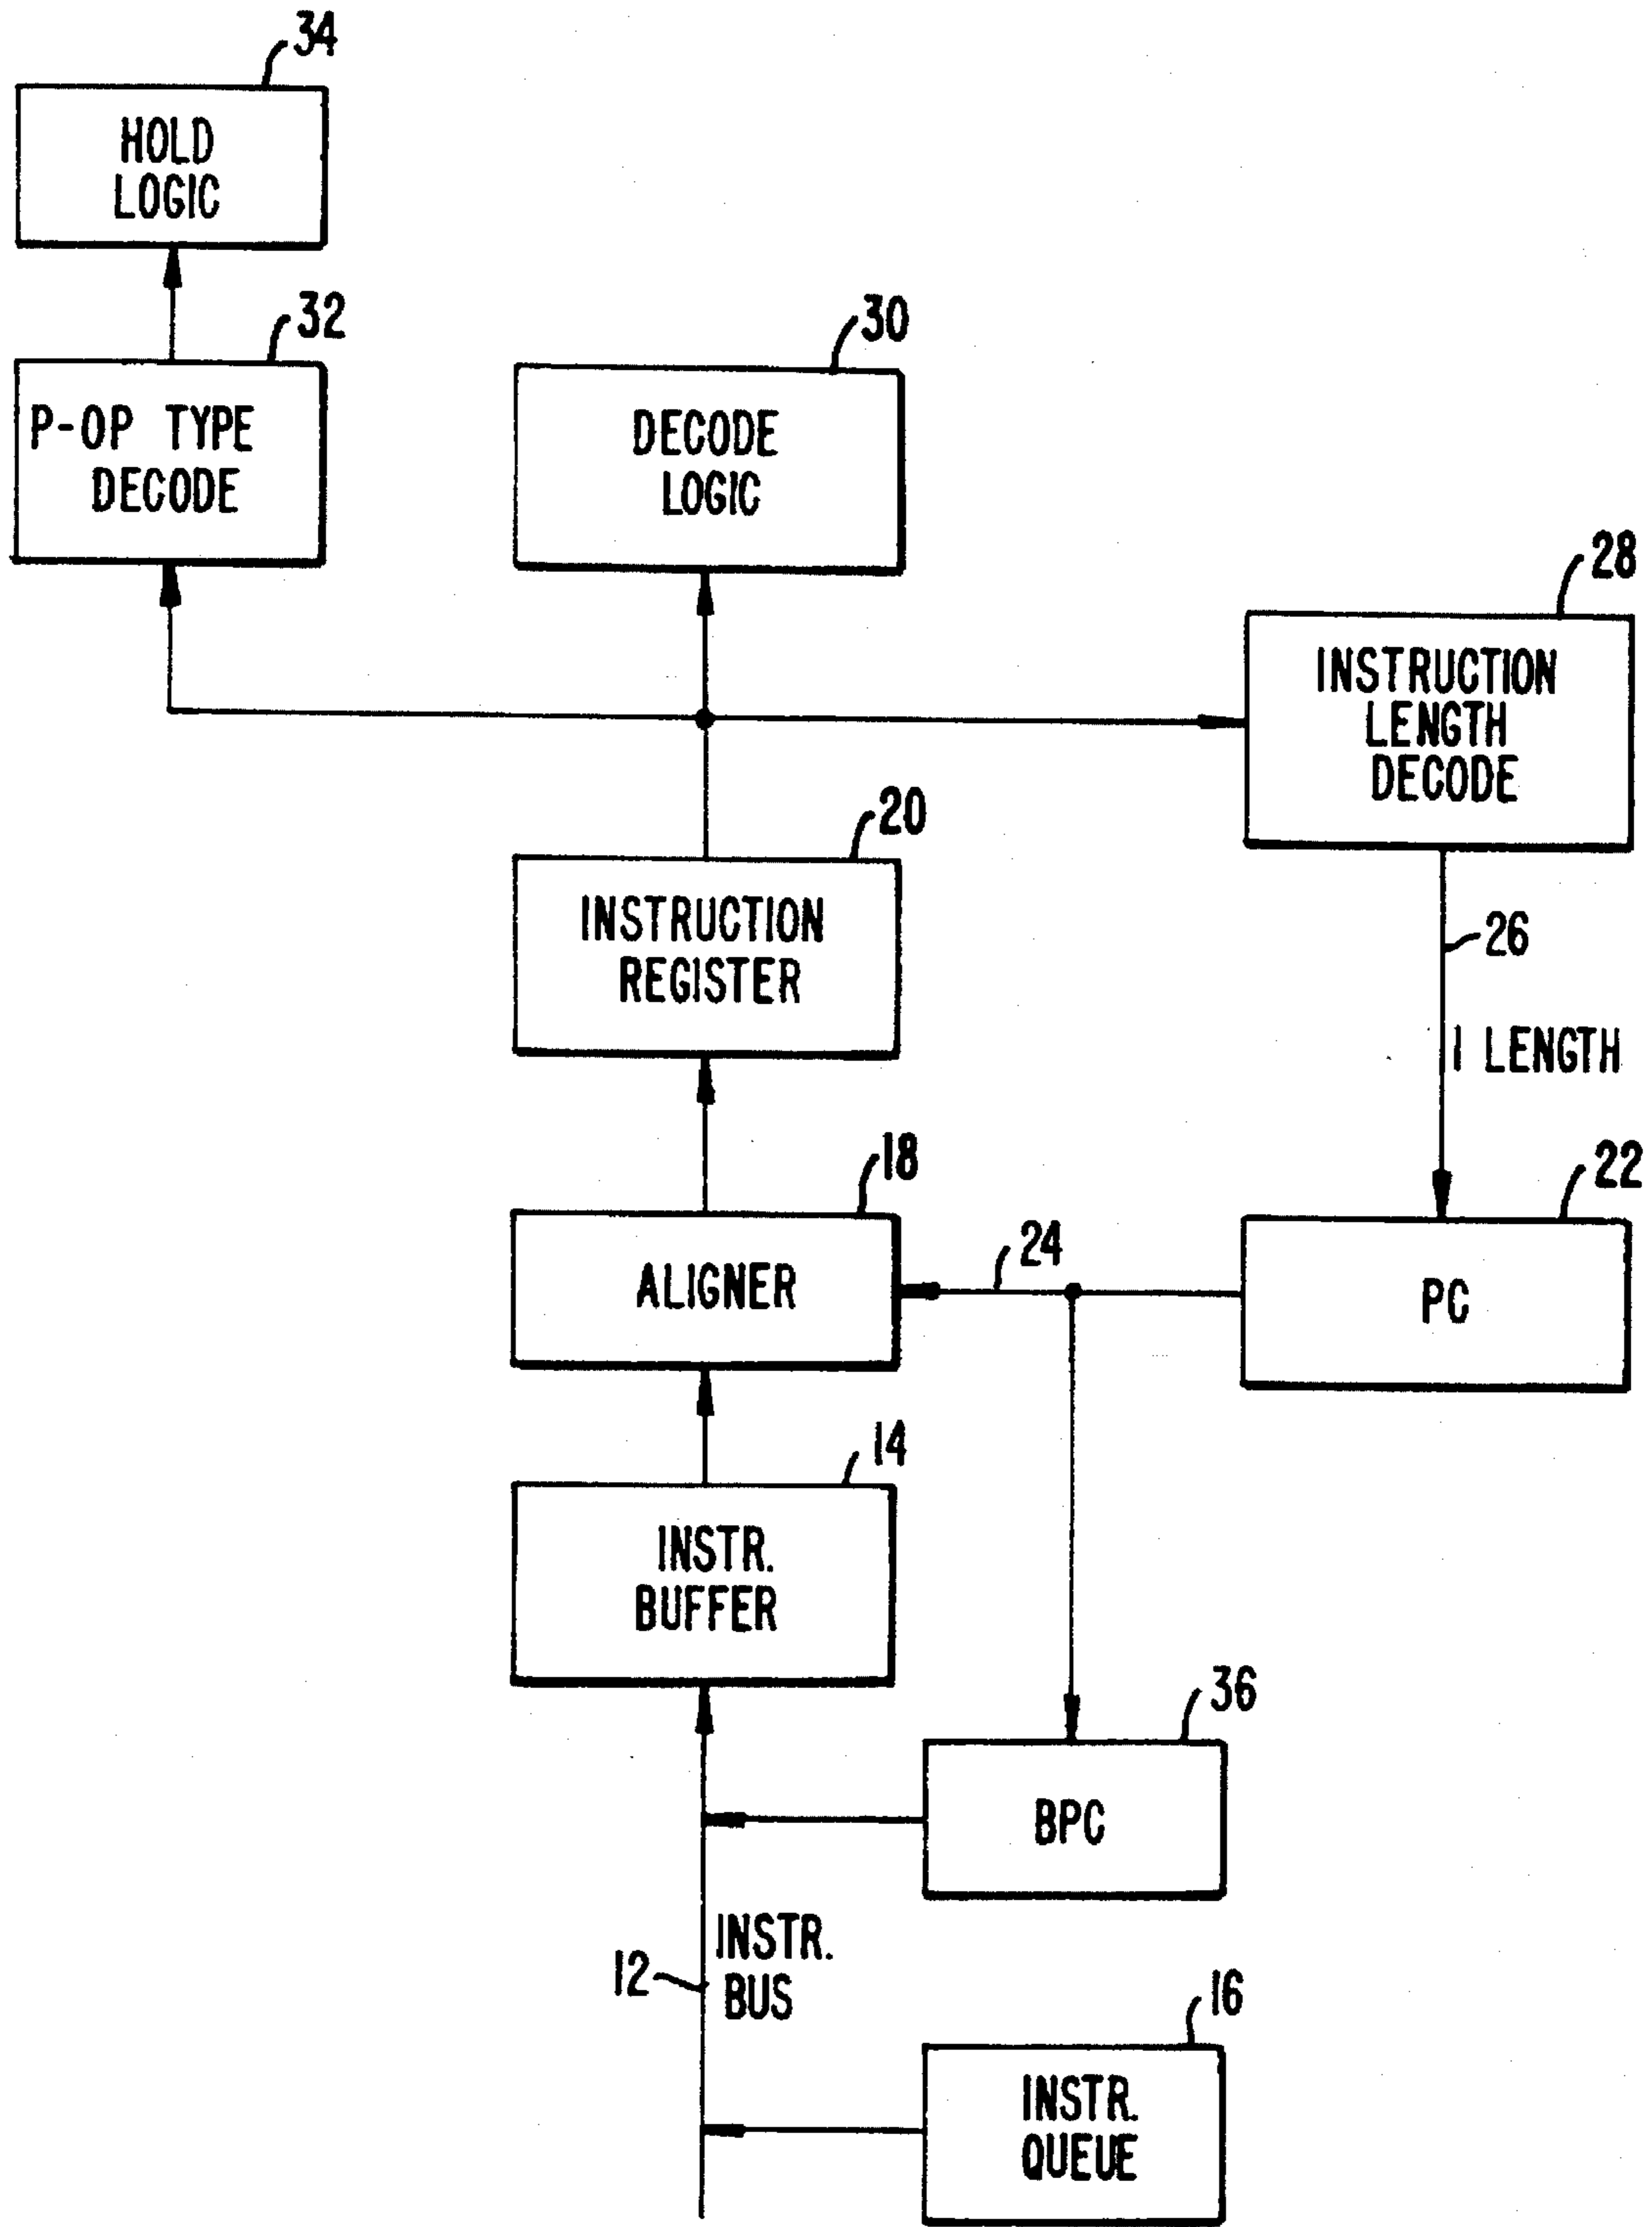 34
HOLD
LOGIC
32
P-OP TYPE
DECODE
30
DECODE
LOGIC
28
INSTRUCTION
LENGTH
DECODE
20
INSTRUCTION
REGISTER
26
I LENGTH
18
ALIGNER
24
22
PC
14
INSTR.
BUFFER
36
BPC
12
INSTR.
BUS
16
INSTR.
QUEUE